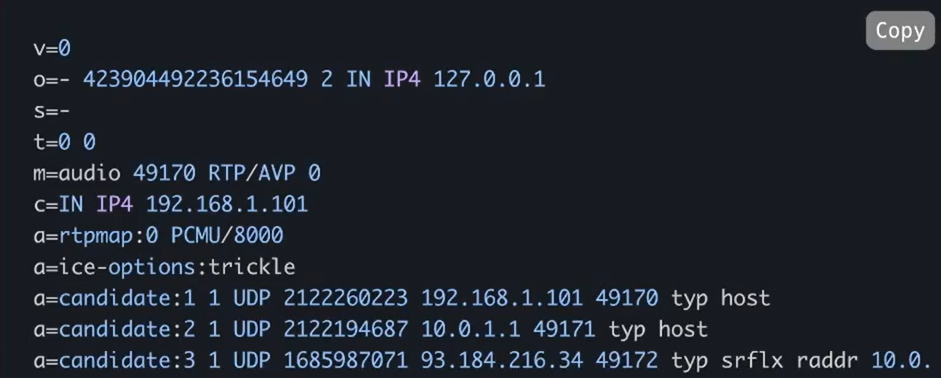 Copy
v=0
o=- 423904492236154649 2 IN IP4 127.0.0.1
s=-
t=0 0
m=audio 49170 RTP/AVP 0
c=IN IP4 192.168.1.101
a=rtpmap:0 PCMU/8000
a=ice-options:trickle
a=candidate:1 1 UDP 2122260223 192.168.1.101 49170 typ host
a=candidate:2 1 UDP 2122194687 10.0.1.1 49171 typ host
a=candidate:3 1 UDP 1685987071 93.184.216.34 49172 typ srflx raddr 10.0.